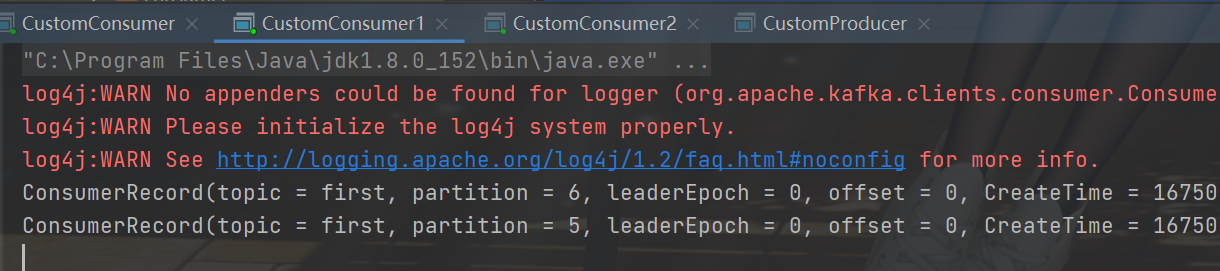 CustomConsumer × CustomConsumer1 × CustomConsumer2 × CustomProducer ×
"C:\Program Files\Java\jdk1.8.0_152\bin\java.exe" ...
log4j:WARN No appenders could be found for logger (org.apache.kafka.clients.consumer.Consume
log4j:WARN Please initialize the log4j system properly.
log4j:WARN See http://logging.apache.org/log4j/1.2/faq.html#noconfig for more info.
ConsumerRecord(topic = first, partition = 6, leaderEpoch = 0, offset = 0, CreateTime = 16750
ConsumerRecord(topic = first, partition = 5, leaderEpoch = 0, offset = 0, CreateTime = 16750